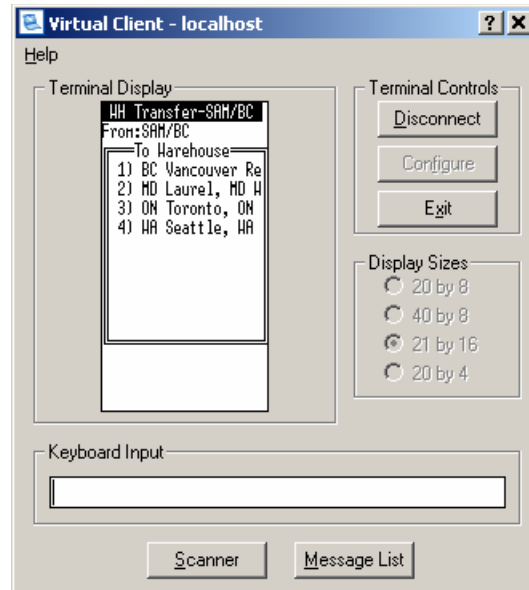 Virtual Client - localhost
Help
Terminal Display
WH Transfer-SAM/BC
From:SAM/BC
To Warehouse
1) BC Vancouver Re
2) MD Laurel, MD W
3) ON Toronto, ON
4) WA Seattle, WA
Terminal Controls
Disconnect
Configure
Exit
Display Sizes
20 by 8
40 by 8
21 by 16
20 by 4
Keyboard Input
Scanner
Message List